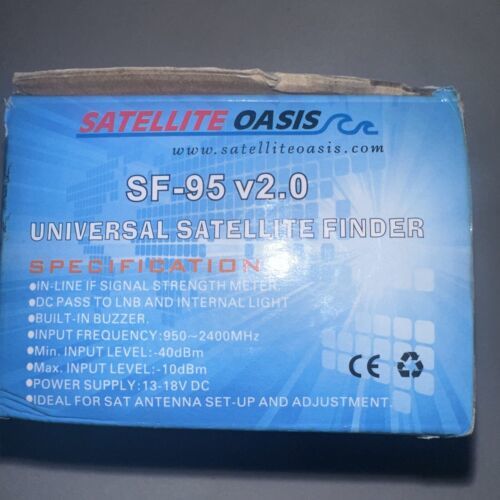 SATELLITE OASIS
www.satelliteoasis.com
SF-95 v2.0
UNIVERSAL SATELLITE FINDER
SPECIFICATION
●IN-LINE IF SIGNAL STRENGTH METER.
●DC PASS TO LNB AND INTERNAL LIGHT
●BUILT-IN BUZZER.
●INPUT FREQUENCY:950~2400MHz
●Min. INPUT LEVEL:-40dBm
●Max. INPUT LEVEL:-10dBm
●POWER SUPPLY:13-18V DC
●IDEAL FOR SAT ANTENNA SET-UP AND ADJUSTMENT.
CE